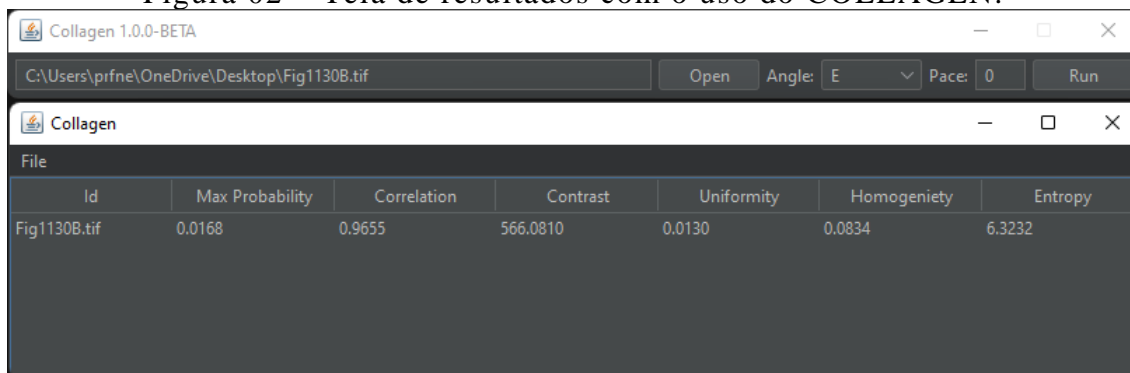 Figura 02 – Tela de resultados com o uso do COLLAGEN.
Collagen 1.0.0-BETA
C:\Users\prfne\OneDrive\Desktop\Fig1130B.tif Open Angle: E Pace: 0 Run
Collagen
File
Id Max Probability Correlation Contrast Uniformity Homogeniety Entropy
Fig1130B.tif 0.0168 0.9655 566.0810 0.0130 0.0834 6.3232